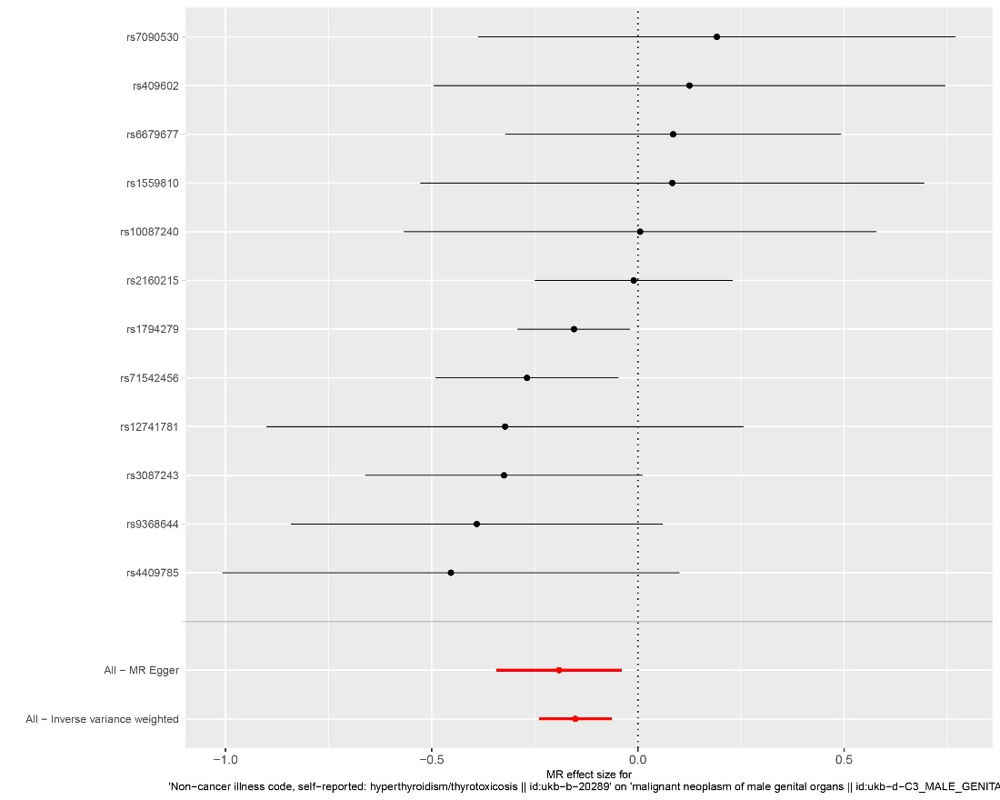 rs7090530
rs409602
rs6679677
rs1559810
rs10087240
rs2160215
rs1794279
rs71542456
rs12741781
rs3087243
rs9368644
rs4409785
All − MR Egger
All − Inverse variance weighted
−1.0 −0.5 0.0 0.5
MR effect size for
'Non−cancer illness code, self−reported: hyperthyroidism/thyrotoxicosis || id:ukb−b−20289' on 'malignant neoplasm of male genital organs || id:ukb−d−C3_MALE_GENITA